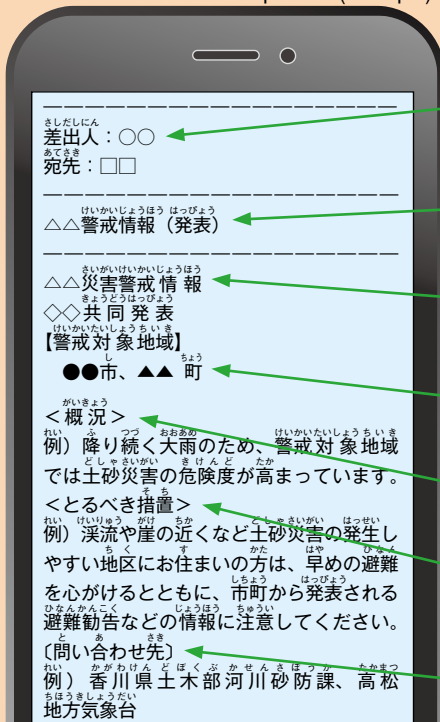 差出人：○○
宛先：□□
△△警戒情報（発表）
△△災害警戒情報
◇◇共同発表
【警戒対象地域】
●●市、▲▲ 町
＜概況＞
例）降り続く大雨のため、警戒対象地域
では土砂災害の危険度が高まっています。
＜とるべき措置＞
例）渓流や崖の近くなど土砂災害の発生し
やすい地区にお住まいの方は、早めの避難
を心がけるとともに、市町から発表される
避難勧告などの情報に注意してください。
〔問い合わせ先〕
例）香川県土木部河川砂防課、高松
地方気象台